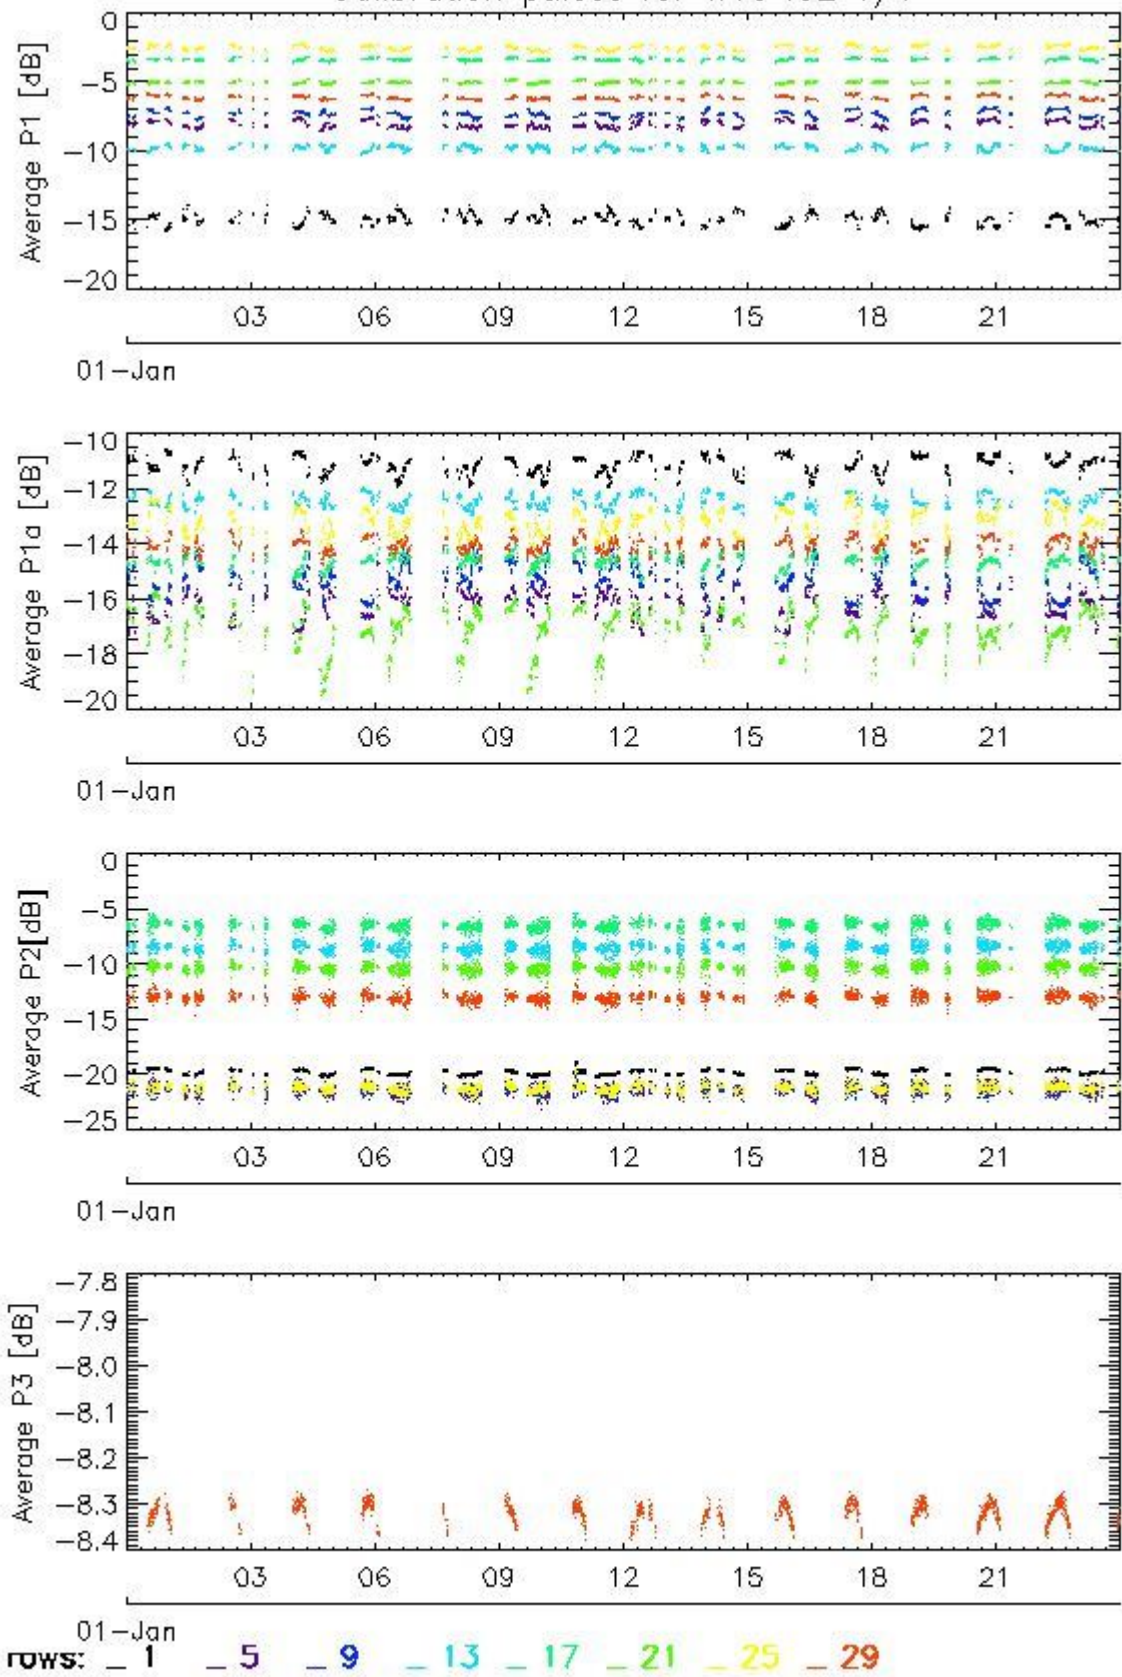 Average P1 [dB]
0
−5
−10
−15
−20
03 06 09 12 15 18 21
01−Jan
Average P1a [dB]
−10
−12
−14
−16
−18
−20
03 06 09 12 15 18 21
01−Jan
Average P2[dB]
0
−5
−10
−15
−20
−25
03 06 09 12 15 18 21
01−Jan
Average P3 [dB]
−7.8
−7.9
−8.0
−8.1
−8.2
−8.3
−8.4
03 06 09 12 15 18 21
01−Jan
rows: _ 1 _ 5 _ 9 _ 13 _ 17 _ 21 _ 25 _ 29